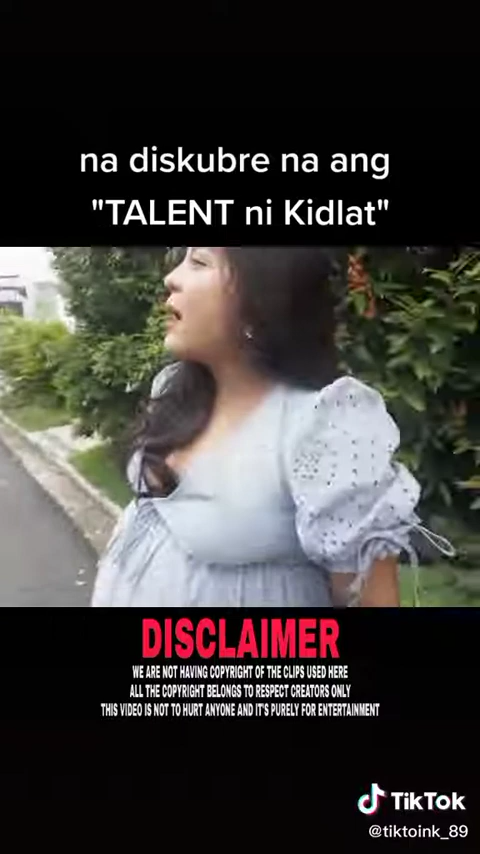 na diskubre na ang
"TALENT ni Kidlat"
DISCLAIMER
WE ARE NOT HAVING COPYRIGHT OF THE CLIPS USED HERE
ALL THE COPYRIGHT BELONGS TO RESPECT CREATORS ONLY
THIS VIDEO IS NOT TO HURT ANYONE AND IT'S PURELY FOR ENTERTAINMENT
TikTok
@tiktoink_89